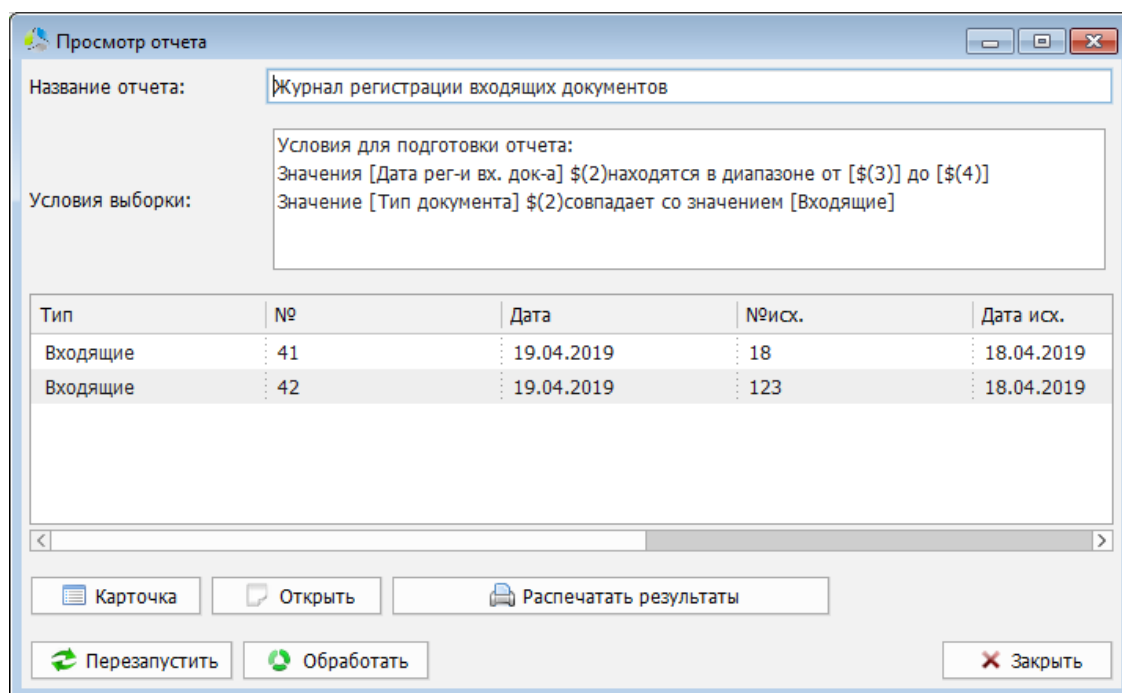 Просмотр отчета
Название отчета: Журнал регистрации входящих документов
Условия выборки:
Условия для подготовки отчета:
Значения [Дата рег-и вх. док-а] $(2)находятся в диапазоне от [$(3)] до [$(4)]
Значение [Тип документа] $(2)совпадает со значением [Входящие]
Тип № Дата №исх. Дата исх.
Входящие 41 19.04.2019 18 18.04.2019
Входящие 42 19.04.2019 123 18.04.2019
Карточка Открыть Распечатать результаты
Перезапустить Обработать Закрыть